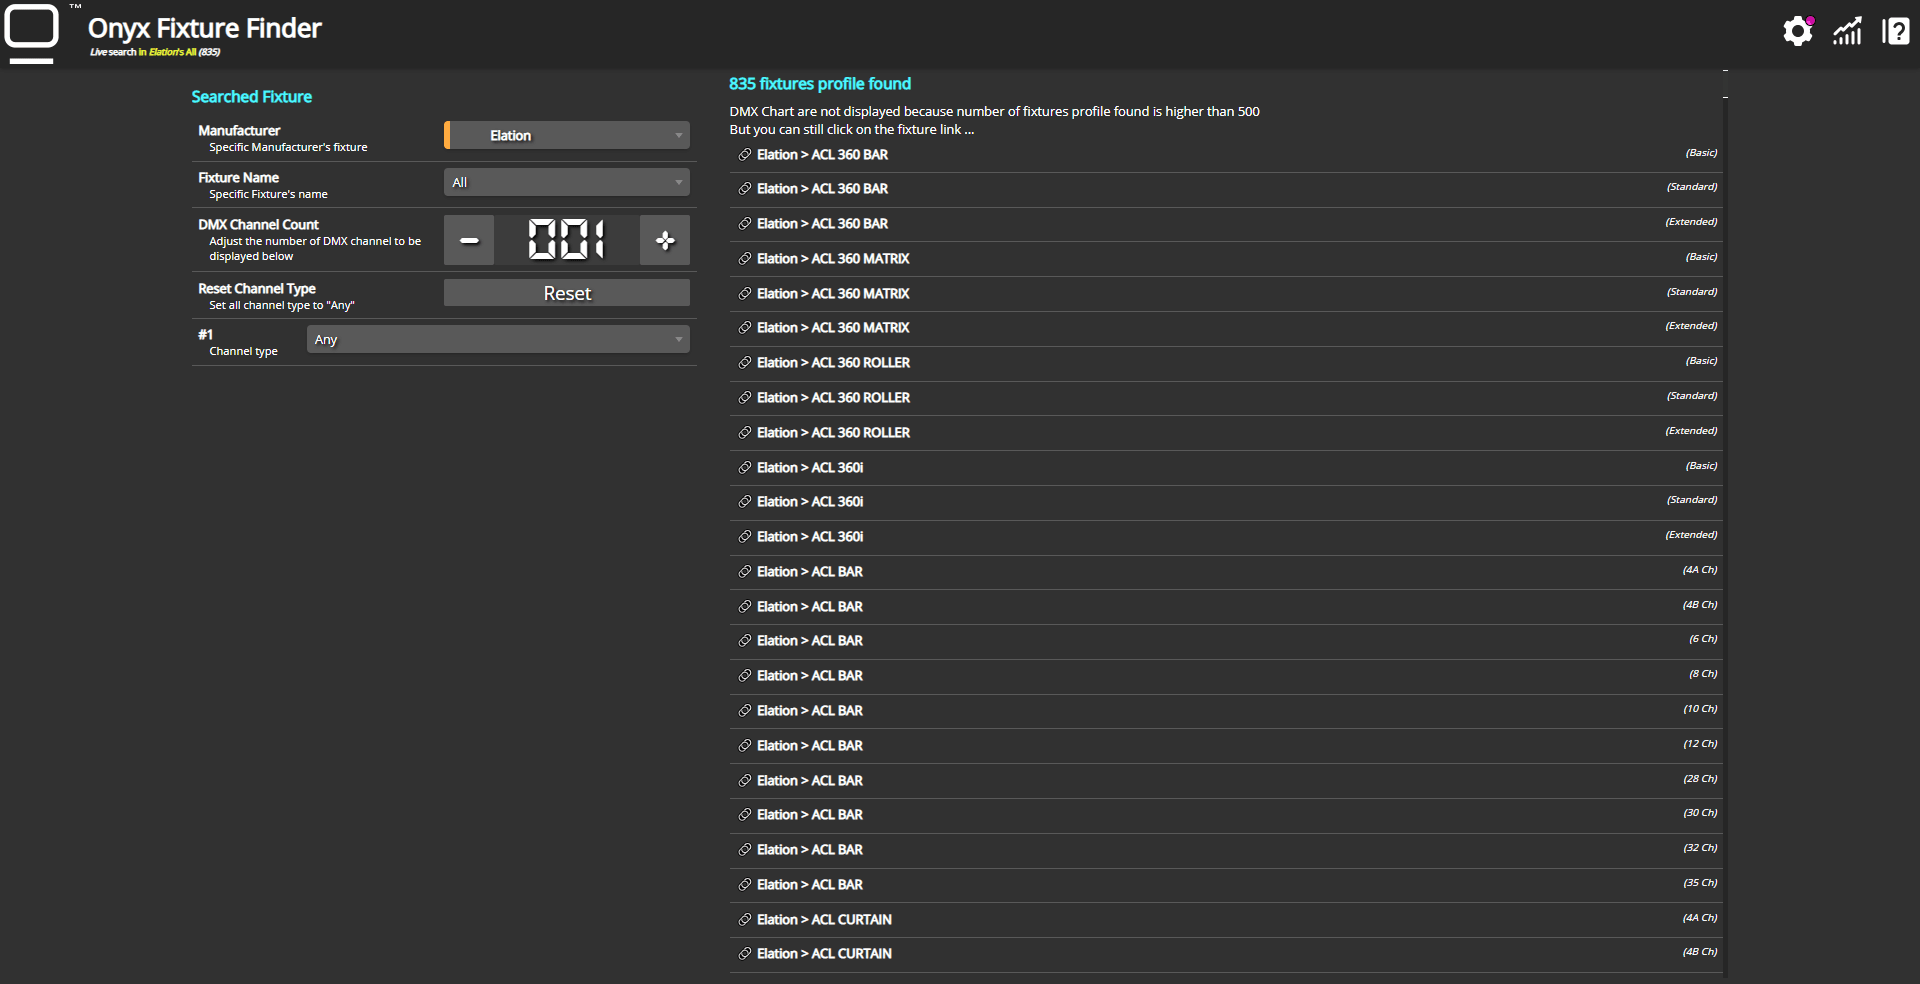 TM
Onyx Fixture Finder
Live search in Elation's All (835)
Searched Fixture
Manufacturer
Specific Manufacturer's fixture
Elation
Fixture Name
Specific Fixture's name
All
DMX Channel Count
Adjust the number of DMX channel to be
displayed below
001
Reset Channel Type
Set all channel type to "Any"
Reset
#1
Channel type
Any
835 fixtures profile found
DMX Chart are not displayed because number of fixtures profile found is higher than 500
But you can still click on the fixture link ...
Elation > ACL 360 BAR (Basic)
Elation > ACL 360 BAR (Standard)
Elation > ACL 360 BAR (Extended)
Elation > ACL 360 MATRIX (Basic)
Elation > ACL 360 MATRIX (Standard)
Elation > ACL 360 MATRIX (Extended)
Elation > ACL 360 ROLLER (Basic)
Elation > ACL 360 ROLLER (Standard)
Elation > ACL 360 ROLLER (Extended)
Elation > ACL 360i (Basic)
Elation > ACL 360i (Standard)
Elation > ACL 360i (Extended)
Elation > ACL BAR (4A Ch)
Elation > ACL BAR (4B Ch)
Elation > ACL BAR (6 Ch)
Elation > ACL BAR (8 Ch)
Elation > ACL BAR (10 Ch)
Elation > ACL BAR (12 Ch)
Elation > ACL BAR (28 Ch)
Elation > ACL BAR (30 Ch)
Elation > ACL BAR (32 Ch)
Elation > ACL BAR (35 Ch)
Elation > ACL CURTAIN (4A Ch)
Elation > ACL CURTAIN (4B Ch)